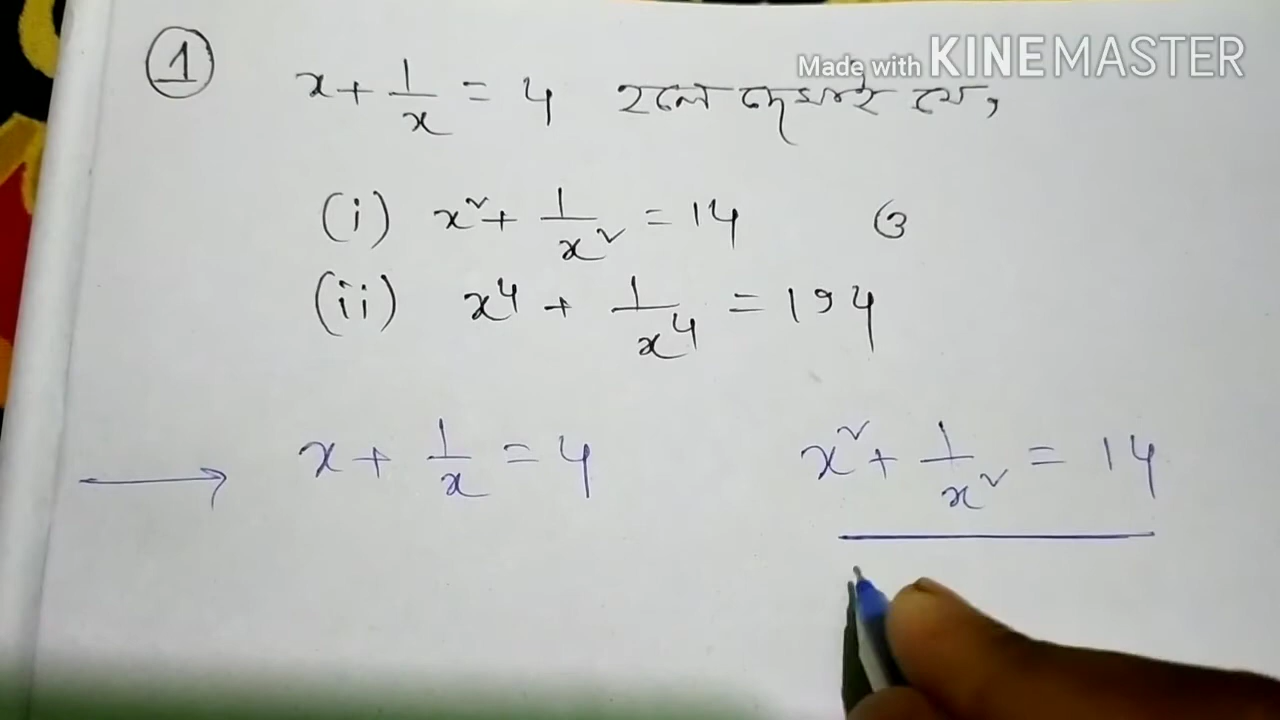 Made with KINEMASTER
① x + 1/x = 4 হলে দেখাই যে,
(i) x² + 1/x² = 14 ও
(ii) x⁴ + 1/x⁴ = 194
⟶ x + 1/x = 4 x² + 1/x² = 14